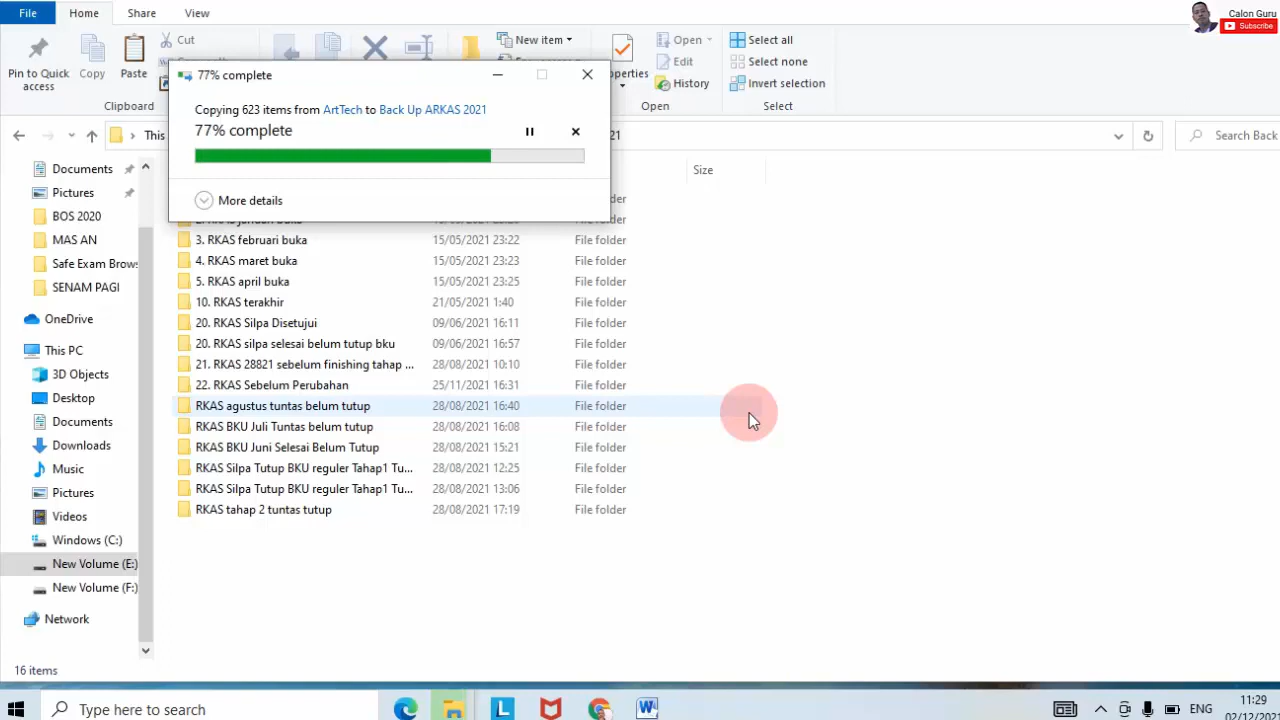 File Home Share View
Calon Guru
Subscribe
Pin to Quick access
Copy
Paste
Cut
Clipboard
New item
Open
Edit
History
Open
Select all
Select none
Invert selection
Select
77% complete
Copying 623 items from ArtTech to Back Up ARKAS 2021
77% complete
More details
This
21
Search Back
Size
Documents
Pictures
BOS 2020
MAS AN
Safe Exam Brow
SENAM PAGI
OneDrive
This PC
3D Objects
Desktop
Documents
Downloads
Music
Pictures
Videos
Windows (C:)
New Volume (E:)
New Volume (F:)
Network
3. RKAS februari buka 15/05/2021 23:22 File folder
4. RKAS maret buka 15/05/2021 23:23 File folder
5. RKAS april buka 15/05/2021 23:25 File folder
10. RKAS terakhir 21/05/2021 1:40 File folder
20. RKAS Silpa Disetujui 09/06/2021 16:11 File folder
20. RKAS silpa selesai belum tutup bku 09/06/2021 16:57 File folder
21. RKAS 28821 sebelum finishing tahap ... 28/08/2021 10:10 File folder
22. RKAS Sebelum Perubahan 25/11/2021 16:31 File folder
RKAS agustus tuntas belum tutup 28/08/2021 16:40 File folder
RKAS BKU Juli Tuntas belum tutup 28/08/2021 16:08 File folder
RKAS BKU Juni Selesai Belum Tutup 28/08/2021 15:21 File folder
RKAS Silpa Tutup BKU reguler Tahap1 Tu... 28/08/2021 12:25 File folder
RKAS Silpa Tutup BKU reguler Tahap1 Tu... 28/08/2021 13:06 File folder
RKAS tahap 2 tuntas tutup 28/08/2021 17:19 File folder
16 items
Type here to search
ENG
11:29
02/12/2021